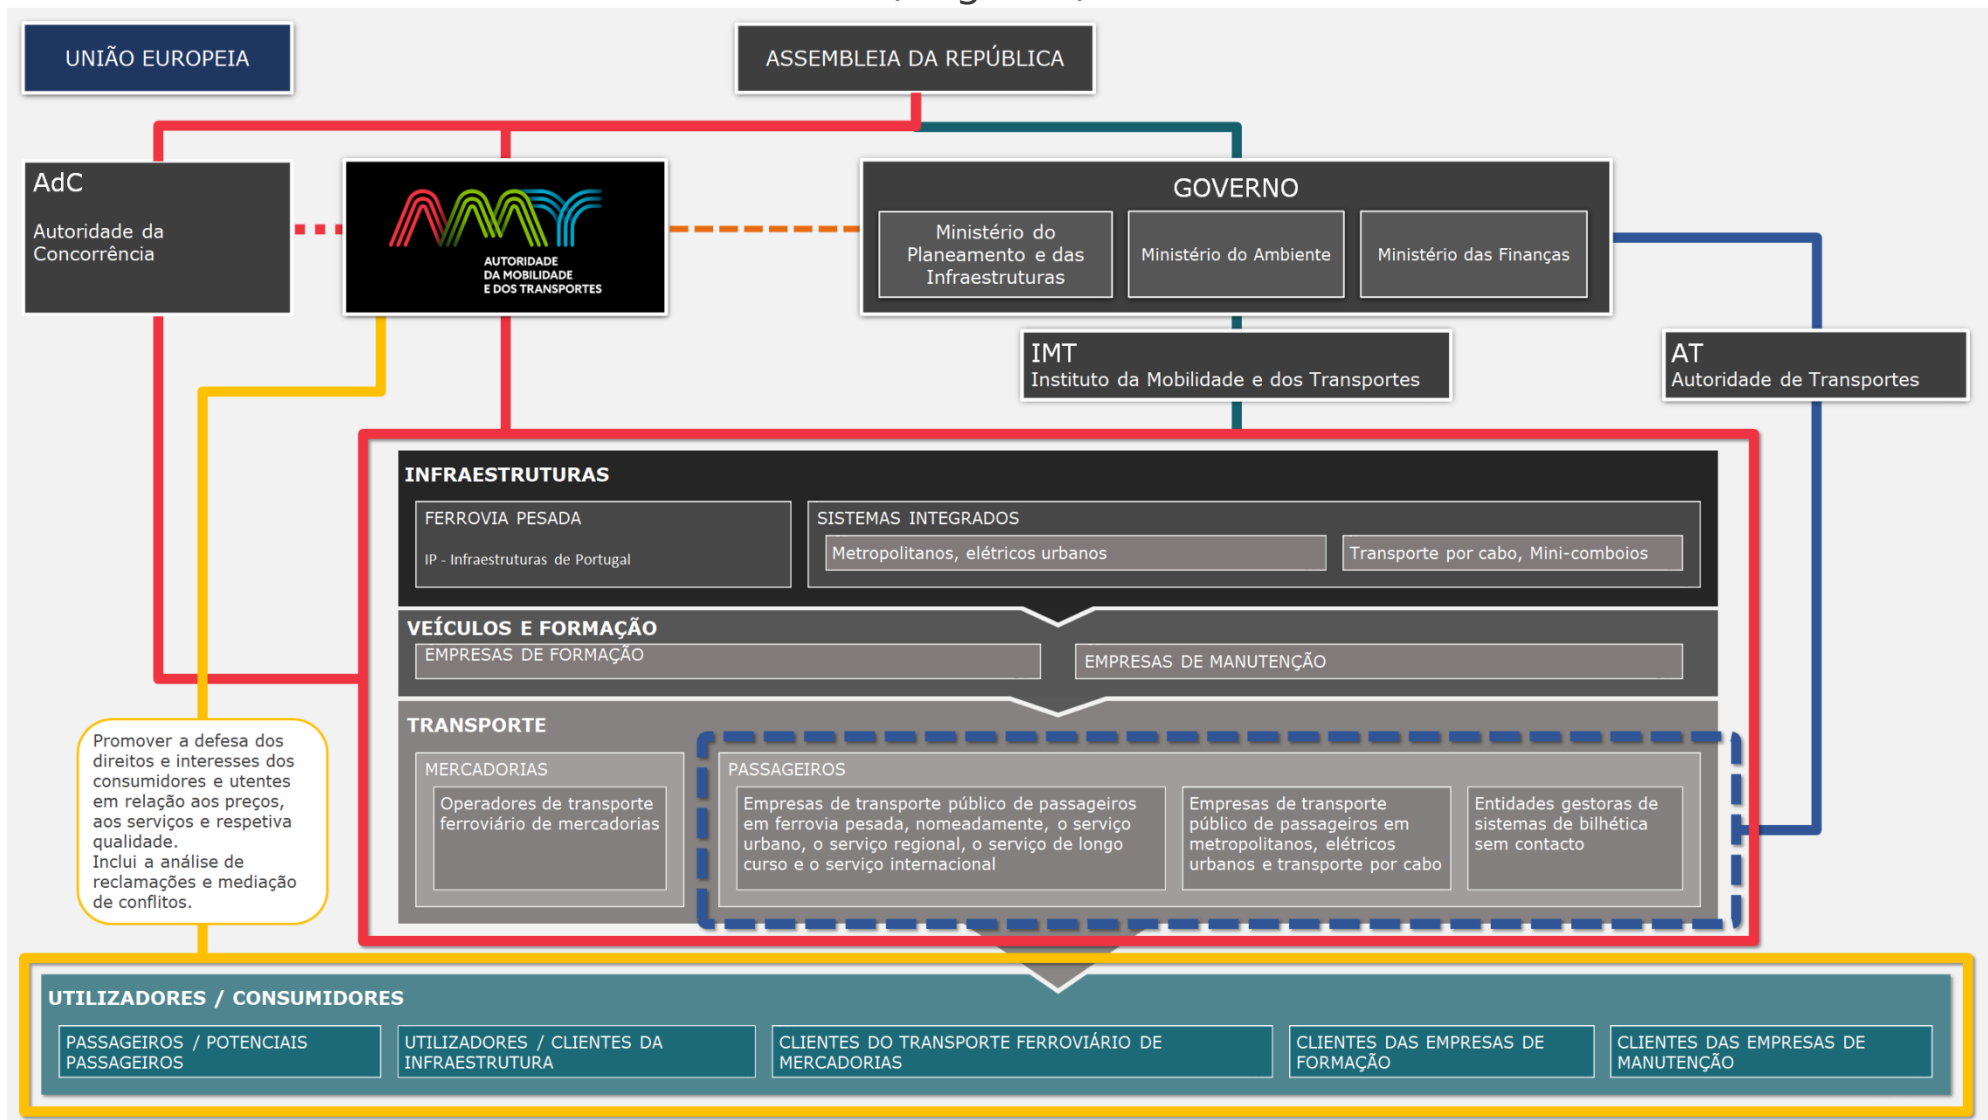 UNIÃO EUROPEIA
ASSEMBLEIA DA REPÚBLICA
AdC
Autoridade da
Concorrência
AUTORIDADE
DA MOBILIDADE
E DOS TRANSPORTES
GOVERNO
Ministério do
Planeamento e das
Infraestruturas
Ministério do Ambiente
Ministério das Finanças
IMT
Instituto da Mobilidade e dos Transportes
AT
Autoridade de Transportes
INFRAESTRUTURAS
FERROVIA PESADA
IP - Infraestruturas de Portugal
SISTEMAS INTEGRADOS
Metropolitanos, elétricos urbanos
Transporte por cabo, Mini-comboios
VEÍCULOS E FORMAÇÃO
EMPRESAS DE FORMAÇÃO
EMPRESAS DE MANUTENÇÃO
TRANSPORTE
MERCADORIAS
Operadores de transporte
ferroviário de mercadorias
PASSAGEIROS
Empresas de transporte público de passageiros
em ferrovia pesada, nomeadamente, o serviço
urbano, o serviço regional, o serviço de longo
curso e o serviço internacional
Empresas de transporte
público de passageiros em
metropolitanos, elétricos
urbanos e transporte por cabo
Entidades gestoras de
sistemas de bilhética
sem contacto
Promover a defesa dos
direitos e interesses dos
consumidores e utentes
em relação aos preços,
aos serviços e respetiva
qualidade.
Inclui a análise de
reclamações e mediação
de conflitos.
UTILIZADORES / CONSUMIDORES
PASSAGEIROS / POTENCIAIS
PASSAGEIROS
UTILIZADORES / CLIENTES DA
INFRAESTRUTURA
CLIENTES DO TRANSPORTE FERROVIÁRIO DE
MERCADORIAS
CLIENTES DAS EMPRESAS DE
FORMAÇÃO
CLIENTES DAS EMPRESAS DE
MANUTENÇÃO